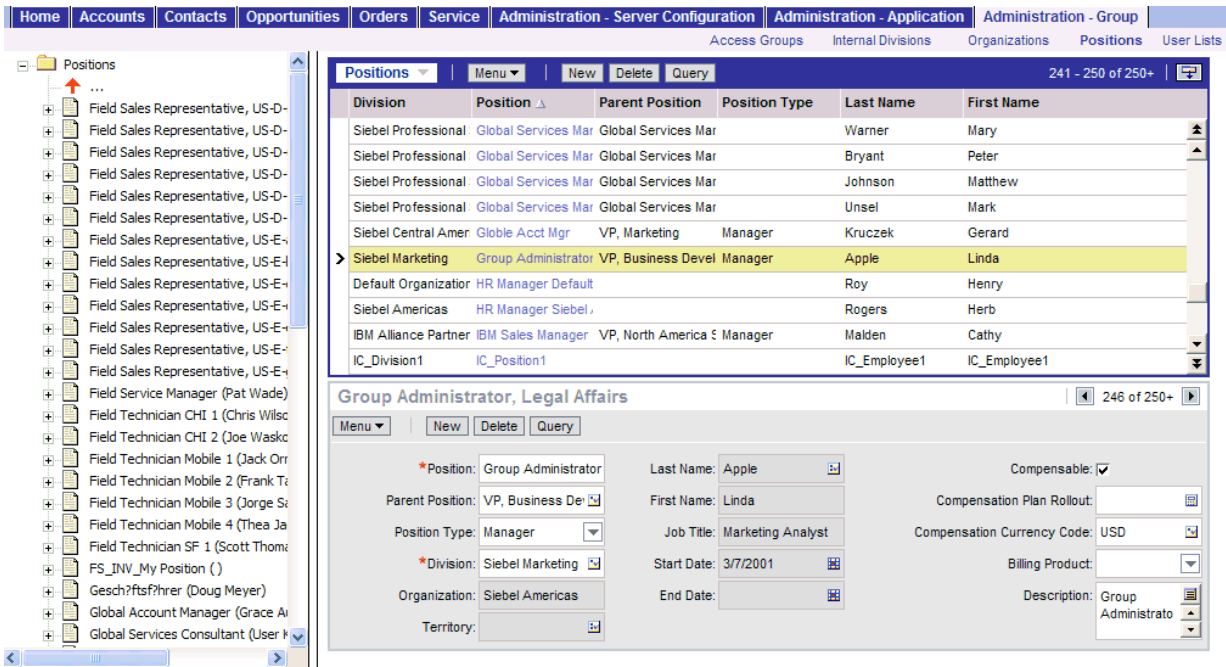 Home Accounts Contacts Opportunities Orders Service Administration - Server Configuration Administration - Application Administration - Group
Access Groups Internal Divisions Organizations Positions User Lists
Positions
...
Field Sales Representative, US-D-
Field Sales Representative, US-D-
Field Sales Representative, US-D-
Field Sales Representative, US-D-
Field Sales Representative, US-D-
Field Sales Representative, US-D-
Field Sales Representative, US-E-
Field Sales Representative, US-E-
Field Sales Representative, US-E-
Field Sales Representative, US-E-
Field Sales Representative, US-E-
Field Sales Representative, US-E-
Field Sales Representative, US-E-
Field Service Manager (Pat Wade)
Field Technician CHI 1 (Chris Wilso
Field Technician CHI 2 (Joe Wasko
Field Technician Mobile 1 (Jack Orr
Field Technician Mobile 2 (Frank Ta
Field Technician Mobile 3 (Jorge Sa
Field Technician Mobile 4 (Thea Ja
Field Technician SF 1 (Scott Thoma
FS_INV_My Position ( )
Gesch?ftsf?hrer (Doug Meyer)
Global Account Manager (Grace Au
Global Services Consultant (User K
Positions Menu New Delete Query 241 - 250 of 250+
Division Position Parent Position Position Type Last Name First Name
Siebel Professional Global Services Mar Global Services Mar Warner Mary
Siebel Professional Global Services Mar Global Services Mar Bryant Peter
Siebel Professional Global Services Mar Global Services Mar Johnson Matthew
Siebel Professional Global Services Mar Global Services Mar Unsel Mark
Siebel Central Amer Globle Acct Mgr VP, Marketing Manager Kruczek Gerard
Siebel Marketing Group Administrator VP, Business Devel Manager Apple Linda
Default Organization HR Manager Default Roy Henry
Siebel Americas HR Manager Siebel Rogers Herb
IBM Alliance Partner IBM Sales Manager VP, North America S Manager Malden Cathy
IC_Division1 IC_Position1 IC_Employee1 IC_Employee1
Group Administrator, Legal Affairs 246 of 250+
Menu New Delete Query
*Position: Group Administrator Last Name: Apple Compensable:
Parent Position: VP, Business De First Name: Linda Compensation Plan Rollout:
Position Type: Manager Job Title: Marketing Analyst Compensation Currency Code: USD
*Division: Siebel Marketing Start Date: 3/7/2001 Billing Product:
Organization: Siebel Americas End Date: Description: Group
Administrato
Territory: